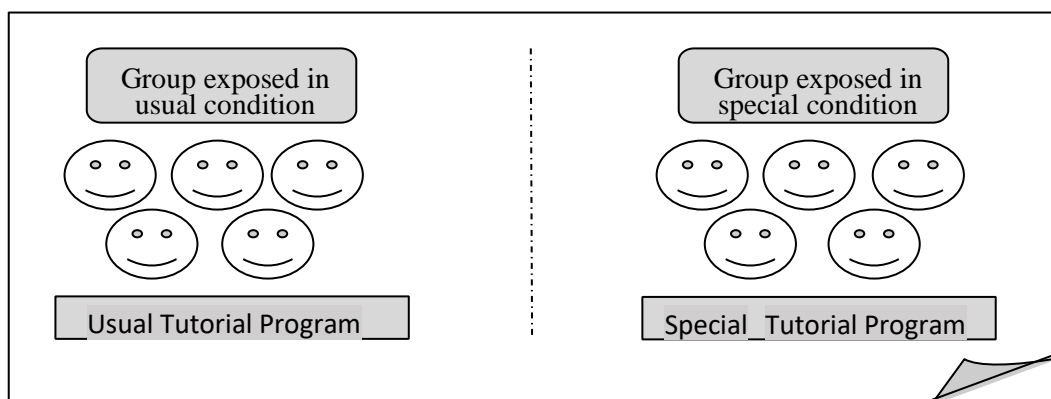 Group exposed in
usual condition
Group exposed in
special condition
Usual Tutorial Program
Special Tutorial Program